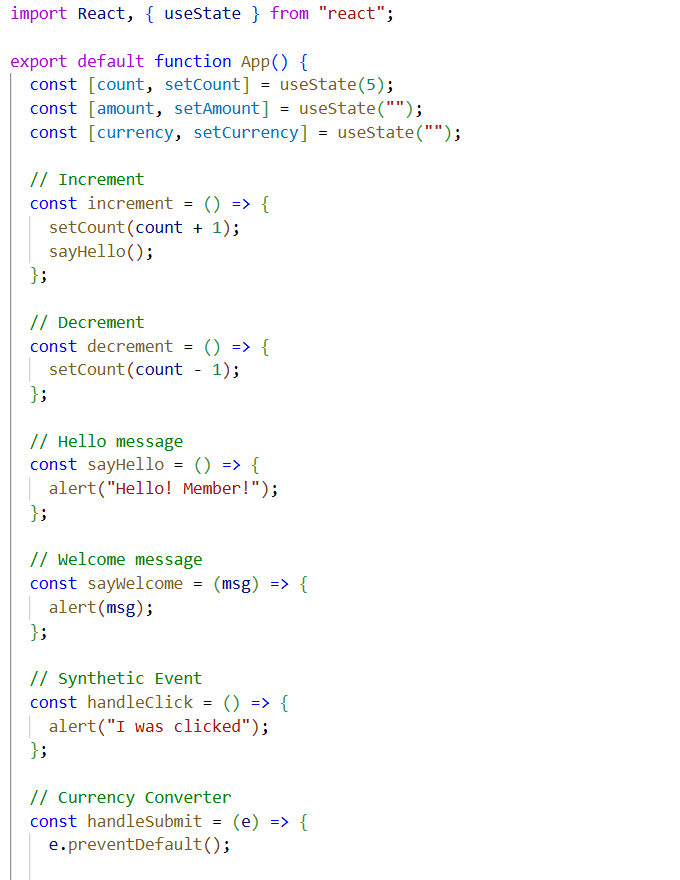 import React, { useState } from "react";
export default function App() {
const [count, setCount] = useState(5);
const [amount, setAmount] = useState("");
const [currency, setCurrency] = useState("");
// Increment
const increment = () => {
setCount(count + 1);
sayHello();
};
// Decrement
const decrement = () => {
setCount(count - 1);
};
// Hello message
const sayHello = () => {
alert("Hello! Member!");
};
// Welcome message
const sayWelcome = (msg) => {
alert(msg);
};
// Synthetic Event
const handleClick = () => {
alert("I was clicked");
};
// Currency Converter
const handleSubmit = (e) => {
e.preventDefault();